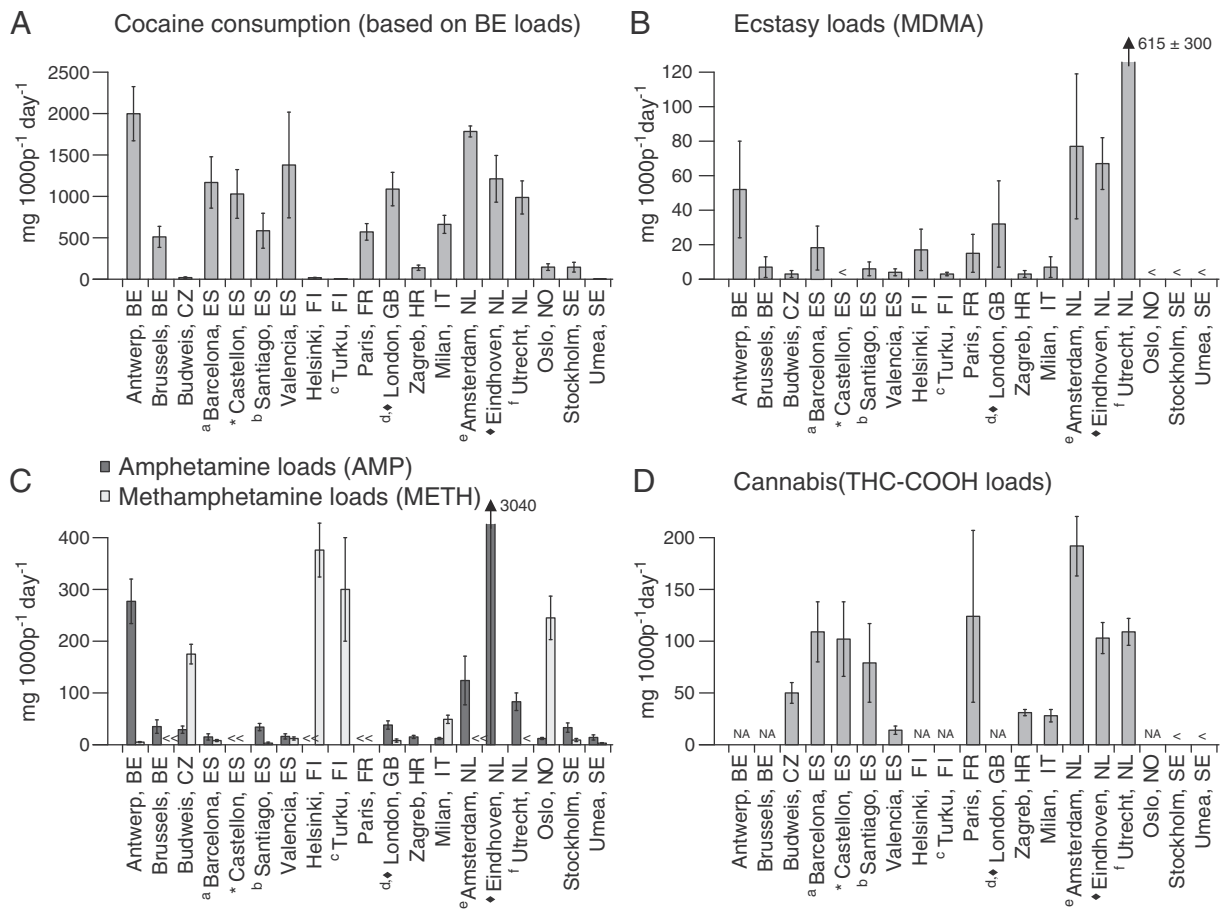 A Cocaine consumption (based on BE loads)
mg 1000p⁻¹ day⁻¹
2500
2000
1500
1000
500
0
Antwerp, BE
Brussels, BE
Budweis, CZ
ᵃ Barcelona, ES
* Castellon, ES
ᵇ Santiago, ES
Valencia, ES
Helsinki, FI
ᶜ Turku, FI
Paris, FR
ᵈ,♦ London, GB
Zagreb, HR
Milan, IT
ᵉ Amsterdam, NL
♦ Eindhoven, NL
ᶠ Utrecht, NL
Oslo, NO
Stockholm, SE
Umea, SE
B Ecstasy loads (MDMA)
615 ± 300
mg 1000p⁻¹ day⁻¹
120
100
80
60
40
20
0
< < < <
Antwerp, BE
Brussels, BE
Budweis, CZ
ᵃ Barcelona, ES
* Castellon, ES
ᵇ Santiago, ES
Valencia, ES
Helsinki, FI
ᶜ Turku, FI
Paris, FR
ᵈ,♦ London, GB
Zagreb, HR
Milan, IT
ᵉ Amsterdam, NL
♦ Eindhoven, NL
ᶠ Utrecht, NL
Oslo, NO
Stockholm, SE
Umea, SE
C
Amphetamine loads (AMP)
Methamphetamine loads (METH)
3040
mg 1000p⁻¹day⁻¹
400
300
200
100
0
<< << << << << <
Antwerp, BE
Brussels, BE
Budweis, CZ
ᵃ Barcelona, ES
* Castellon, ES
ᵇ Santiago, ES
Valencia, ES
Helsinki, FI
ᶜ Turku, FI
Paris, FR
ᵈ,♦ London, GB
Zagreb, HR
Milan, IT
ᵉ Amsterdam, NL
♦ Eindhoven, NL
ᶠ Utrecht, NL
Oslo, NO
Stockholm, SE
Umea, SE
D Cannabis(THC-COOH loads)
mg 1000p⁻¹day⁻¹
200
150
100
50
0
NA NA NA NA NA NA < <
Antwerp, BE
Brussels, BE
Budweis, CZ
ᵃ Barcelona, ES
* Castellon, ES
ᵇ Santiago, ES
Valencia, ES
Helsinki, FI
ᶜ Turku, FI
Paris, FR
ᵈ,♦ London, GB
Zagreb, HR
Milan, IT
ᵉ Amsterdam, NL
♦ Eindhoven, NL
ᶠ Utrecht, NL
Oslo, NO
Stockholm, SE
Umea, SE